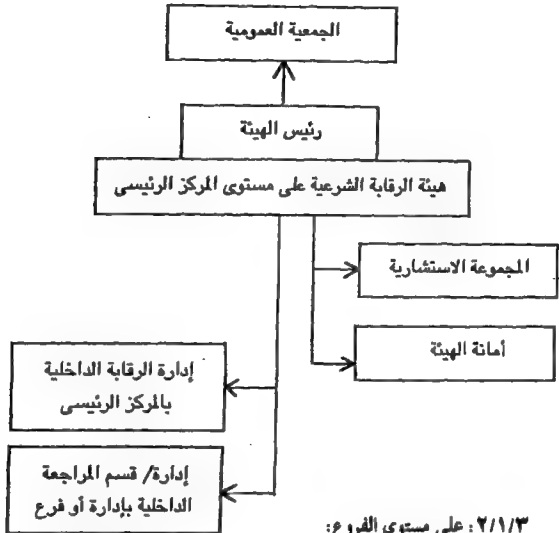 الجمعية العمومية
رئيس الهيئة
هيئة الرقابة الشرعية على مستوى المركز الرئيسى
المجموعة الاستشارية
أمانة الهيئة
إدارة الرقابة الداخلية
بالمركز الرئيسى
إدارة/ قسم المراجعة
الداخلية بإدارة أو فرع
٢/١/٣: على مستوى الفروع: